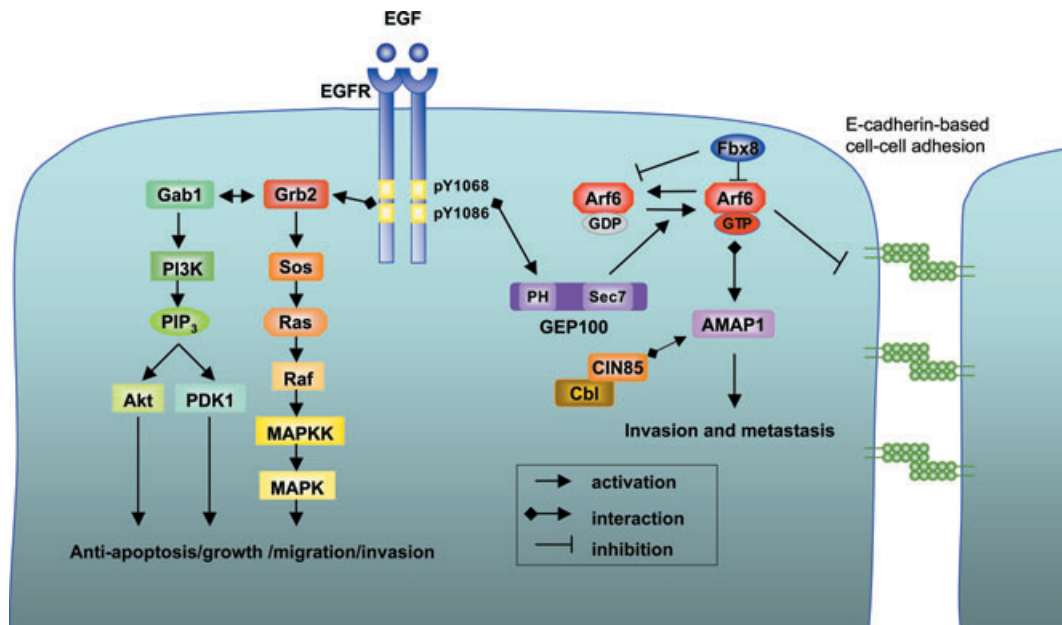 EGF
EGFR
E-cadherin-based
cell-cell adhesion
Fbx8
pY1068
pY1086
Gab1
Grb2
Arf6
GDP
Arf6
GTP
PI3K
Sos
PH
Sec7
GEP100
PIP3
Ras
AMAP1
Raf
CIN85
Cbl
Akt
PDK1
MAPKK
Invasion and metastasis
MAPK
activation
interaction
inhibition
Anti-apoptosis/growth /migration/invasion